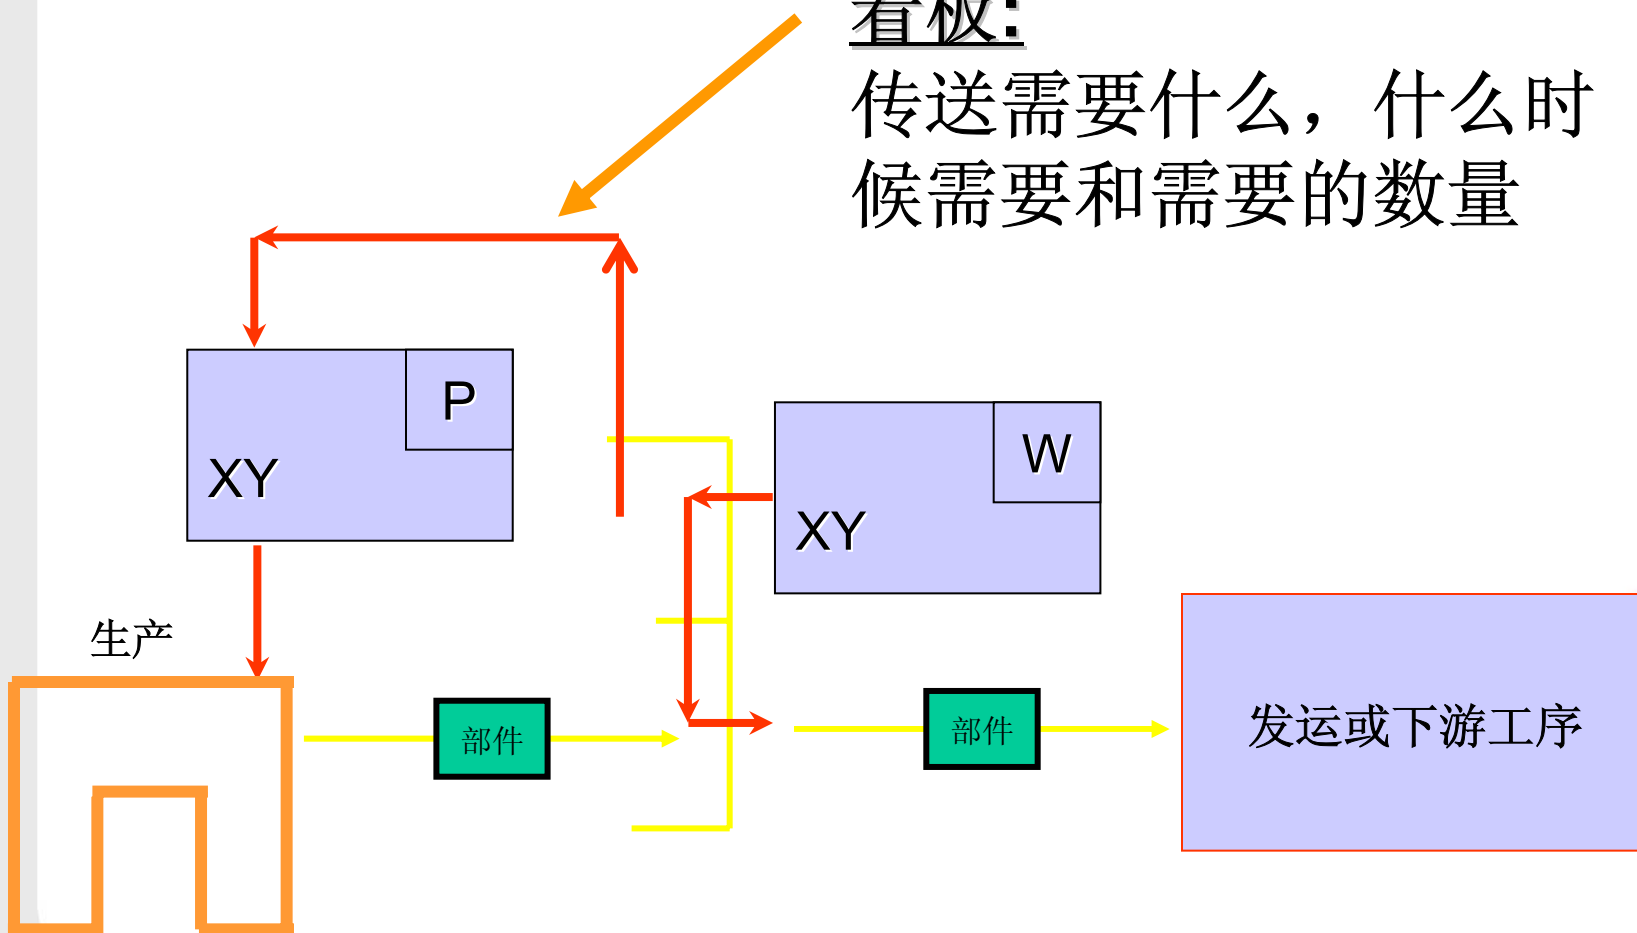 看板:
传送需要什么，什么时
候需要和需要的数量
P
XY
W
XY
生产
部件
部件
发运或下游工序